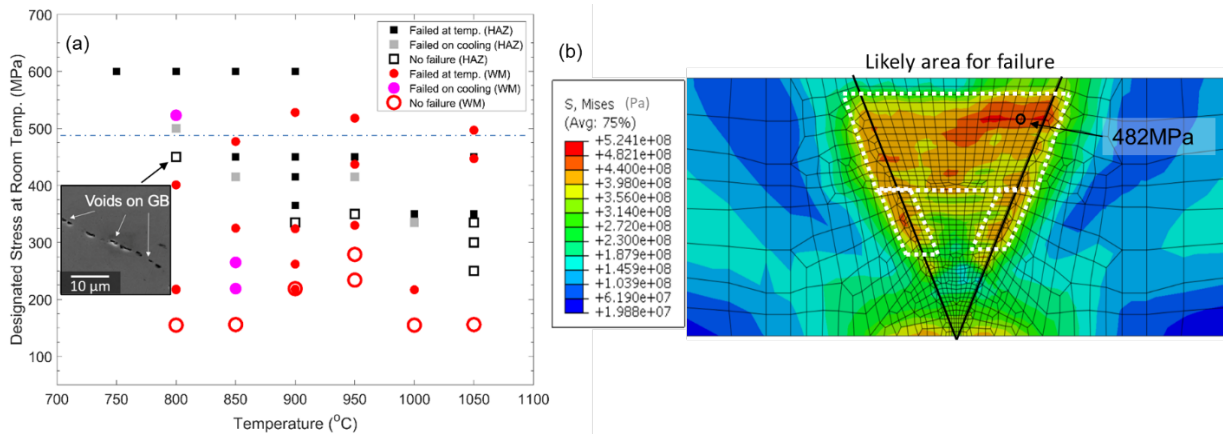 (a)
Designated Stress at Room Temp. (MPa)
700
600
500
400
300
200
100
Failed at temp. (HAZ)
Failed on cooling (HAZ)
No failure (HAZ)
Failed at temp. (WM)
Failed on cooling (WM)
No failure (WM)
Voids on GB
10 μm
700 750 800 850 900 950 1000 1050 1100
Temperature (°C)
(b)
Likely area for failure
482MPa
S, Mises (Pa)
(Avg: 75%)
+5.241e+08
+4.821e+08
+4.400e+08
+3.980e+08
+3.560e+08
+3.140e+08
+2.720e+08
+2.300e+08
+1.879e+08
+1.459e+08
+1.039e+08
+6.190e+07
+1.988e+07